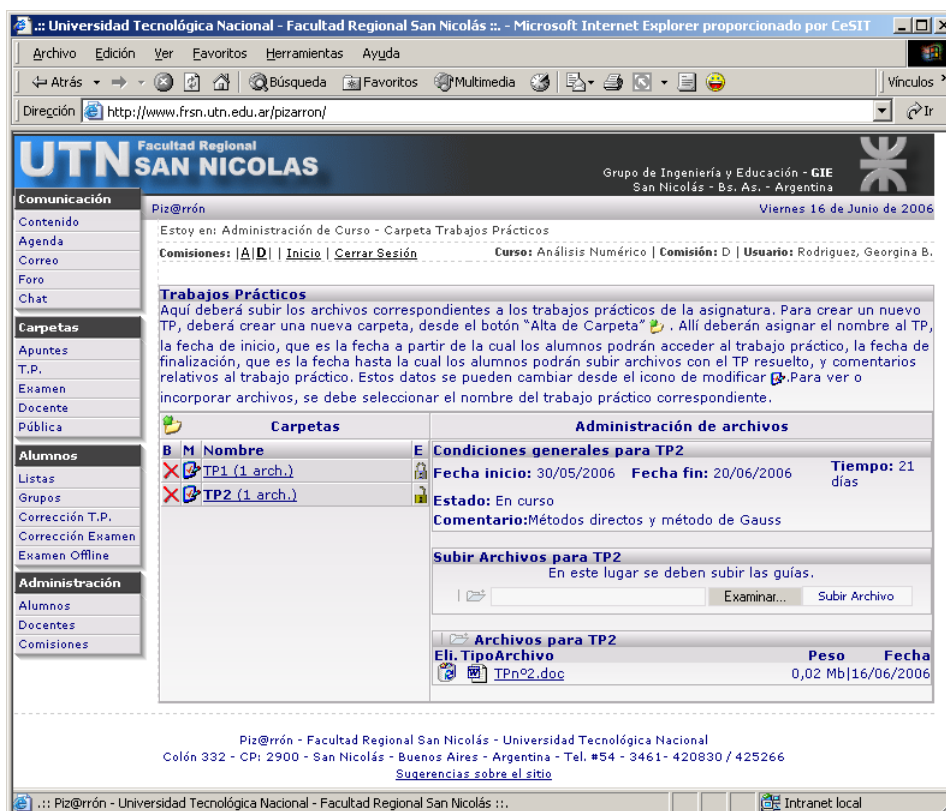 .:: Universidad Tecnológica Nacional - Facultad Regional San Nicolás ::. - Microsoft Internet Explorer proporcionado por CeSIT
Archivo Edición Ver Favoritos Herramientas Ayuda
Atrás Búsqueda Favoritos Multimedia Vínculos »
Dirección http://www.frsn.utn.edu.ar/pizarron/ Ir
UTN Facultad Regional
SAN NICOLAS
Grupo de Ingeniería y Educación - GIE
San Nicolás - Bs. As. - Argentina
Piz@rrón Viernes 16 de Junio de 2006
Comunicación
Contenido
Agenda
Correo
Foro
Chat
Carpetas
Apuntes
T.P.
Examen
Docente
Pública
Alumnos
Listas
Grupos
Corrección T.P.
Corrección Examen
Examen Offline
Administración
Alumnos
Docentes
Comisiones
Estoy en: Administración de Curso - Carpeta Trabajos Prácticos
Comisiones: |A|D| | Inicio | Cerrar Sesión Curso: Análisis Numérico | Comisión: D | Usuario: Rodriguez, Georgina B.
Trabajos Prácticos
Aquí deberá subir los archivos correspondientes a los trabajos prácticos de la asignatura. Para crear un nuevo
TP, deberá crear una nueva carpeta, desde el botón "Alta de Carpeta" . Allí deberán asignar el nombre al TP,
la fecha de inicio, que es la fecha a partir de la cual los alumnos podrán acceder al trabajo práctico, la fecha de
finalización, que es la fecha hasta la cual los alumnos podrán subir archivos con el TP resuelto, y comentarios
relativos al trabajo práctico. Estos datos se pueden cambiar desde el icono de modificar .Para ver o
incorporar archivos, se debe seleccionar el nombre del trabajo práctico correspondiente.
Carpetas
B M Nombre E
TP1 (1 arch.)
TP2 (1 arch.)
Administración de archivos
Condiciones generales para TP2
Fecha inicio: 30/05/2006 Fecha fin: 20/06/2006 Tiempo: 21
días
Estado: En curso
Comentario:Métodos directos y método de Gauss
Subir Archivos para TP2
En este lugar se deben subir las guías.
Examinar... Subir Archivo
Archivos para TP2
Eli. Tipo Archivo Peso Fecha
TPnº2.doc 0,02 Mb|16/06/2006
Piz@rrón - Facultad Regional San Nicolás - Universidad Tecnológica Nacional
Colón 332 - CP: 2900 - San Nicolás - Buenos Aires - Argentina - Tel. #54 - 3461- 420830 / 425266
Sugerencias sobre el sitio
.:: Piz@rrón - Universidad Tecnológica Nacional - Facultad Regional San Nicolás ::. Intranet local